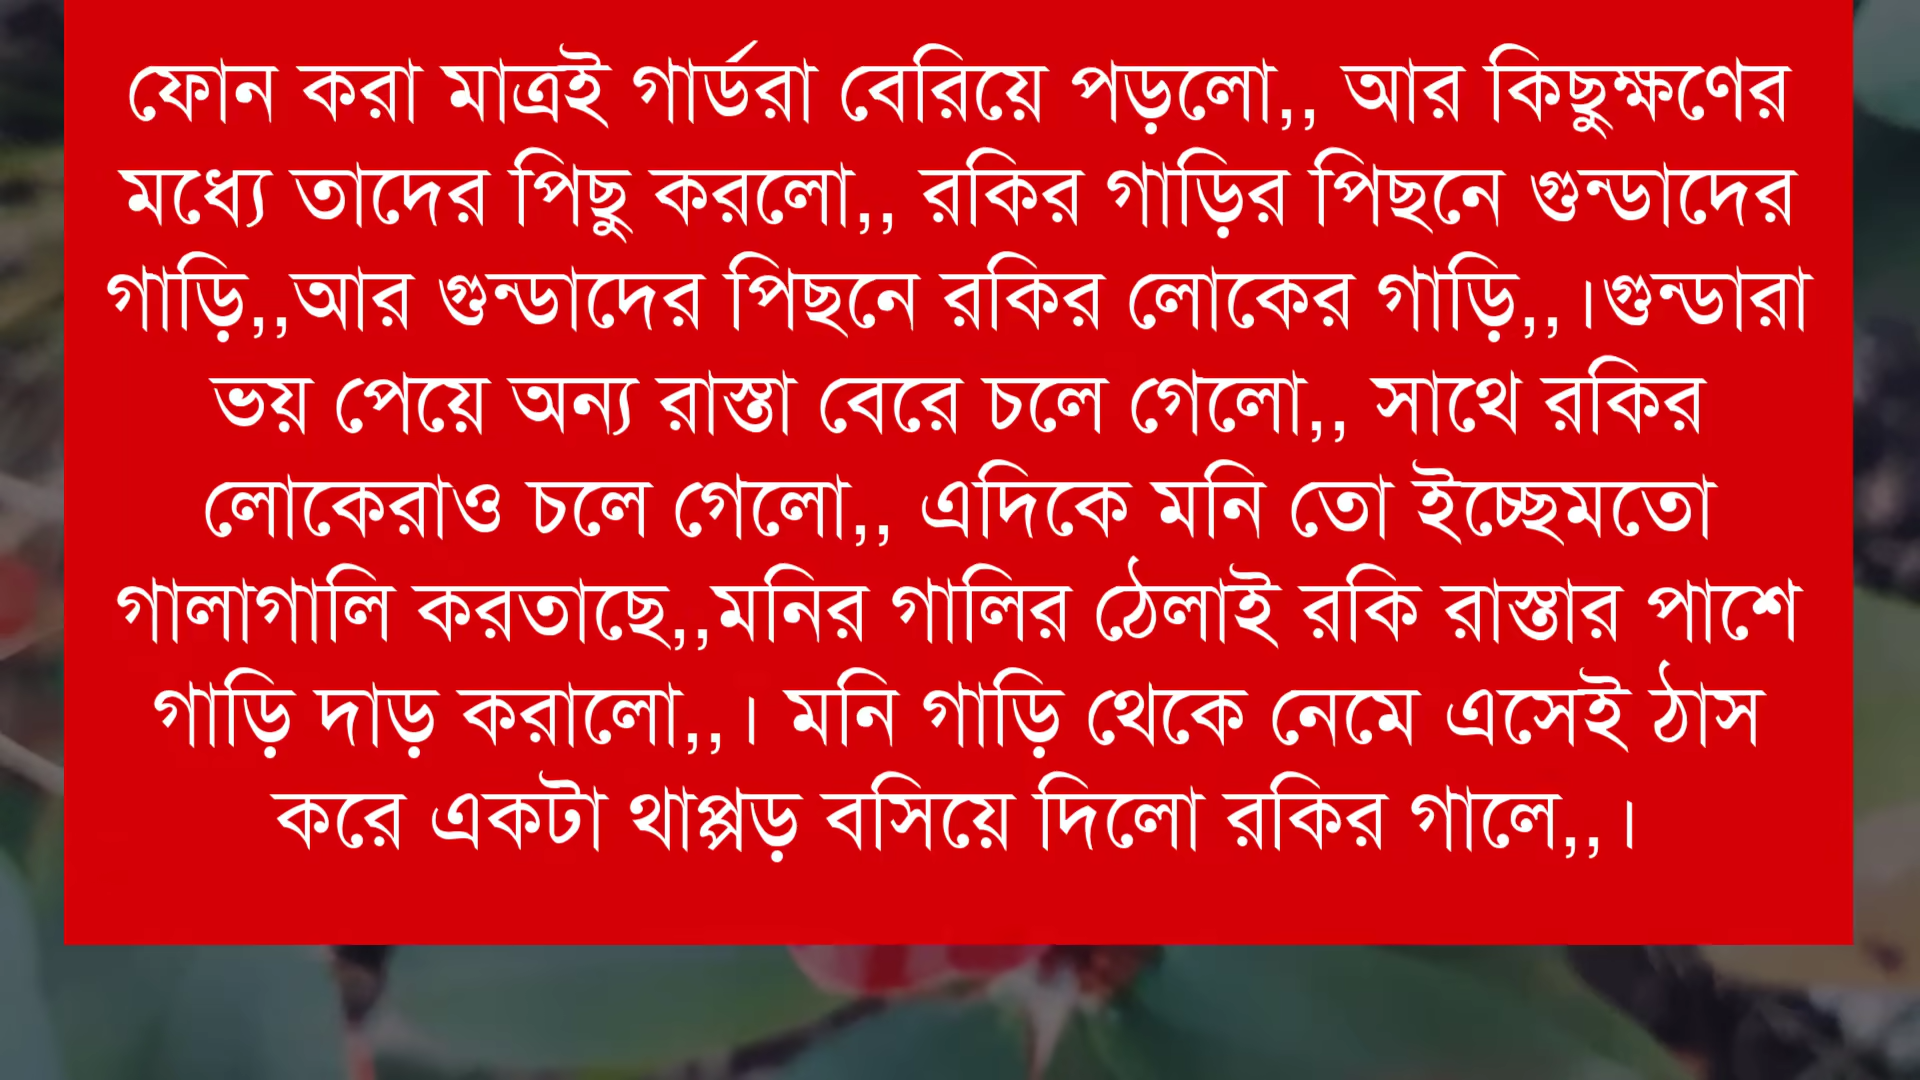 ফোন করা মাত্রই গার্ডরা বেরিয়ে পড়লো,, আর কিছুক্ষণের
মধ্যে তাদের পিছু করলো,, রকির গাড়ির পিছনে গুন্ডাদের
গাড়ি,,আর গুন্ডাদের পিছনে রকির লোকের গাড়ি,,।গুন্ডারা
ভয় পেয়ে অন্য রাস্তা বেরে চলে গেলো,, সাথে রকির
লোকেরাও চলে গেলো,, এদিকে মনি তো ইচ্ছেমতো
গালাগালি করতাছে,,মনির গালির ঠেলাই রকি রাস্তার পাশে
গাড়ি দাড় করালো,,। মনি গাড়ি থেকে নেমে এসেই ঠাস
করে একটা থাপ্পড় বসিয়ে দিলো রকির গালে,,।